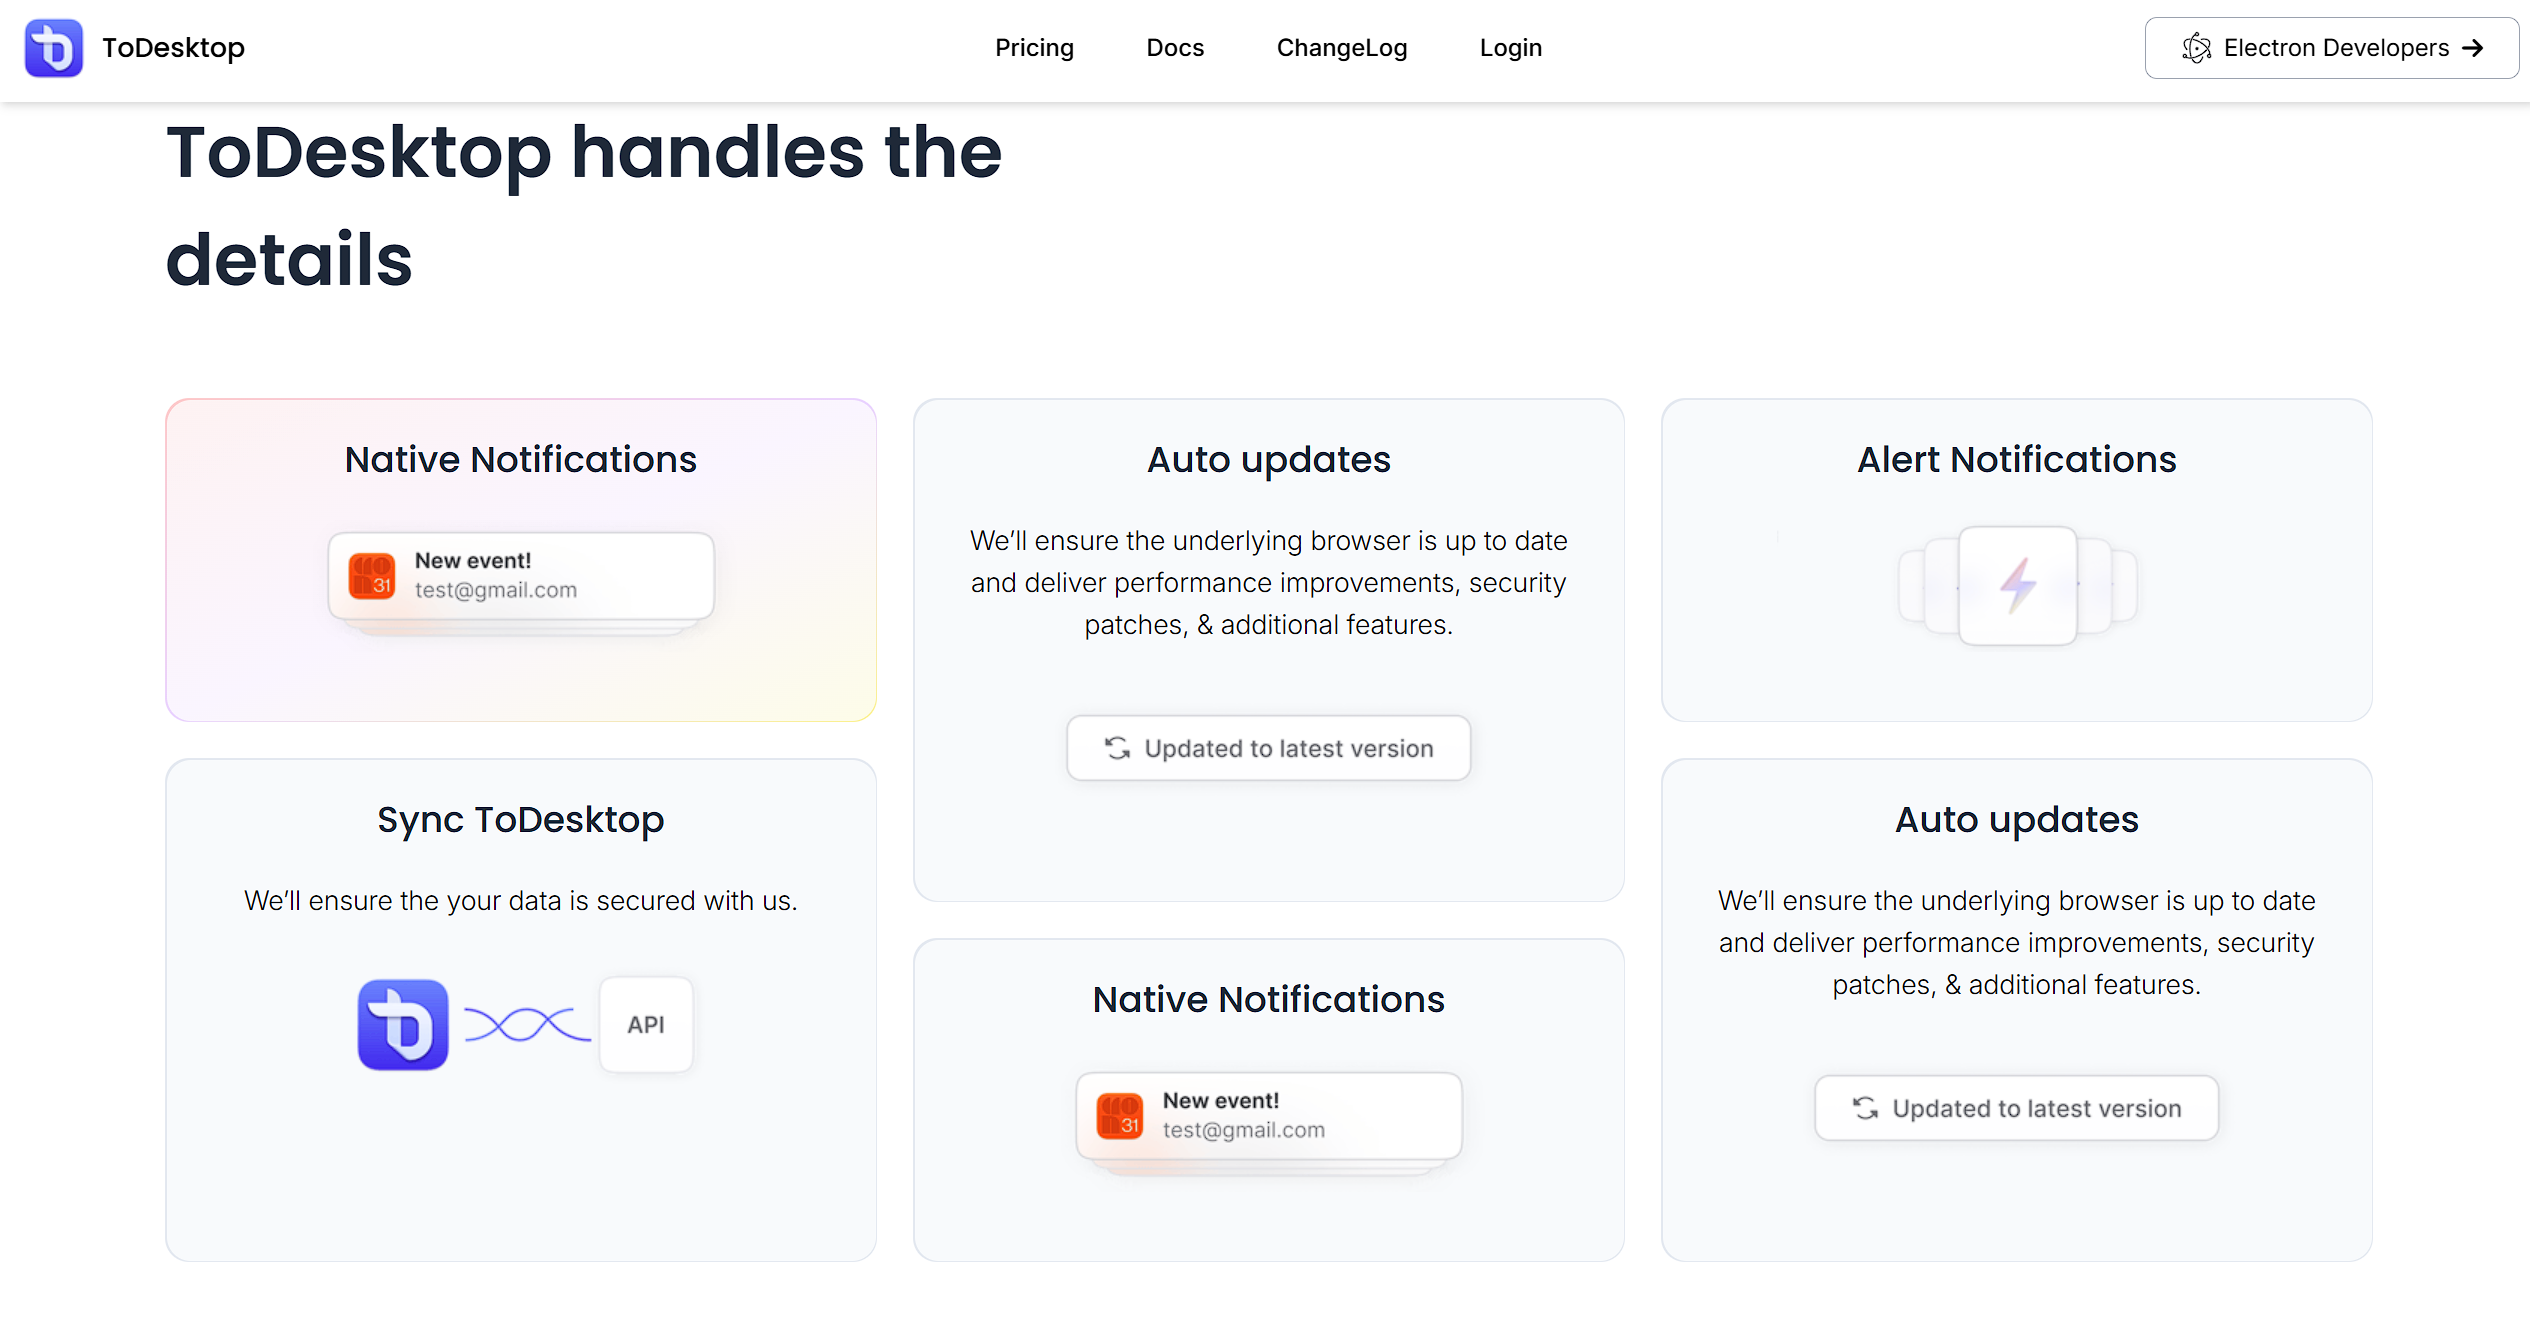 ToDesktop
Pricing
Docs
ChangeLog
Login
Electron Developers
ToDesktop handles the
details
Native Notifications
31
New event!
test@gmail.com
Auto updates
We’ll ensure the underlying browser is up to date
and deliver performance improvements, security
patches, & additional features.
Updated to latest version
Alert Notifications
Sync ToDesktop
We’ll ensure the your data is secured with us.
API
Native Notifications
31
New event!
test@gmail.com
Auto updates
We’ll ensure the underlying browser is up to date
and deliver performance improvements, security
patches, & additional features.
Updated to latest version